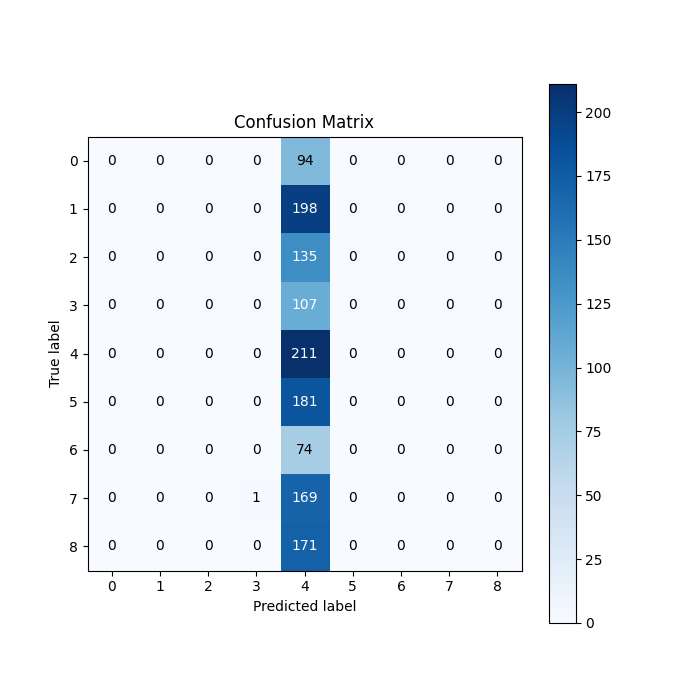 Confusion Matrix
0 0 0 0 0 94 0 0 0 0
1 0 0 0 0 198 0 0 0 0
2 0 0 0 0 135 0 0 0 0
3 0 0 0 0 107 0 0 0 0
4 0 0 0 0 211 0 0 0 0
5 0 0 0 0 181 0 0 0 0
6 0 0 0 0 74 0 0 0 0
7 0 0 0 1 169 0 0 0 0
8 0 0 0 0 171 0 0 0 0
0 1 2 3 4 5 6 7 8
Predicted label
True label
200
175
150
125
100
75
50
25
0